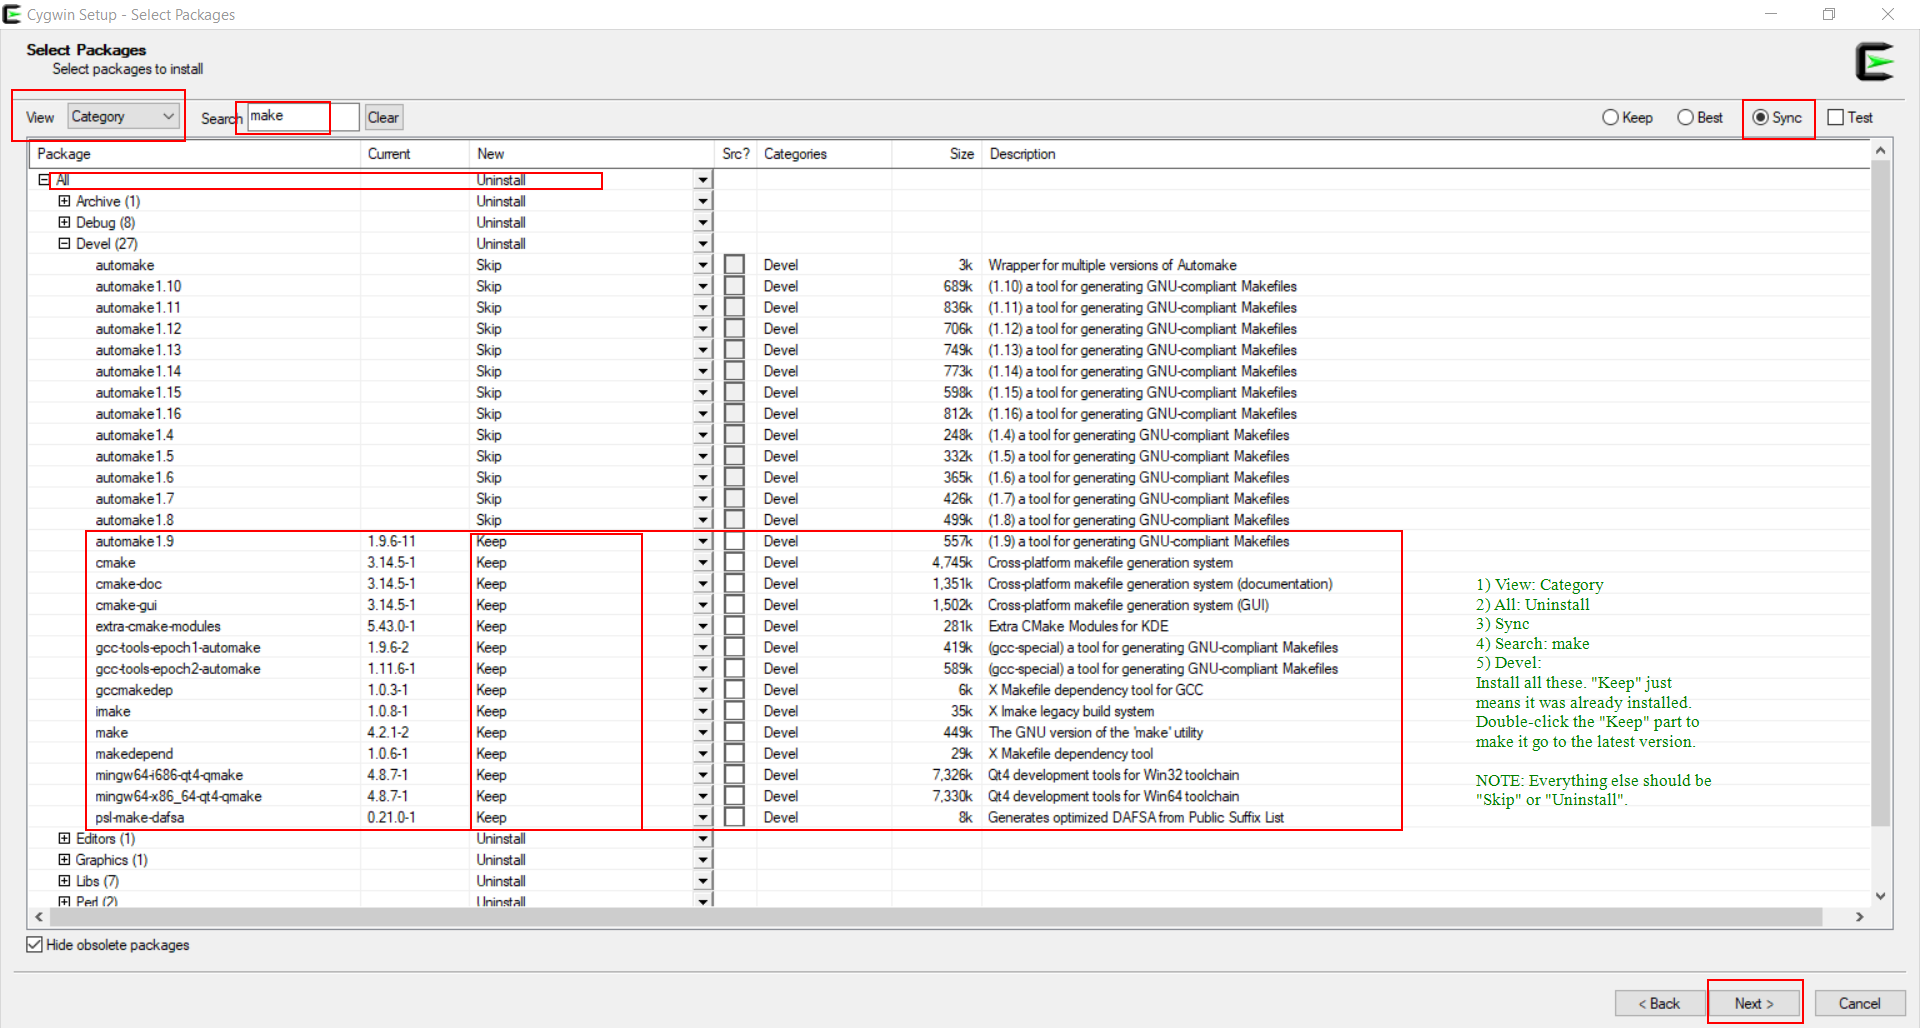 Cygwin Setup - Select Packages
Select Packages
Select packages to install
View Category Search make Clear Keep Best Sync Test
Package Current New Src? Categories Size Description
All Uninstall
Archive (1) Uninstall
Debug (8) Uninstall
Devel (27) Uninstall
automake Skip Devel 3k Wrapper for multiple versions of Automake
automake1.10 Skip Devel 689k (1.10) a tool for generating GNU-compliant Makefiles
automake1.11 Skip Devel 836k (1.11) a tool for generating GNU-compliant Makefiles
automake1.12 Skip Devel 706k (1.12) a tool for generating GNU-compliant Makefiles
automake1.13 Skip Devel 749k (1.13) a tool for generating GNU-compliant Makefiles
automake1.14 Skip Devel 773k (1.14) a tool for generating GNU-compliant Makefiles
automake1.15 Skip Devel 598k (1.15) a tool for generating GNU-compliant Makefiles
automake1.16 Skip Devel 812k (1.16) a tool for generating GNU-compliant Makefiles
automake1.4 Skip Devel 248k (1.4) a tool for generating GNU-compliant Makefiles
automake1.5 Skip Devel 332k (1.5) a tool for generating GNU-compliant Makefiles
automake1.6 Skip Devel 365k (1.6) a tool for generating GNU-compliant Makefiles
automake1.7 Skip Devel 426k (1.7) a tool for generating GNU-compliant Makefiles
automake1.8 Skip Devel 499k (1.8) a tool for generating GNU-compliant Makefiles
automake1.9 1.9.6-11 Keep Devel 557k (1.9) a tool for generating GNU-compliant Makefiles
cmake 3.14.5-1 Keep Devel 4,745k Cross-platform makefile generation system
cmake-doc 3.14.5-1 Keep Devel 1,351k Cross-platform makefile generation system (documentation)
cmake-gui 3.14.5-1 Keep Devel 1,502k Cross-platform makefile generation system (GUI)
extra-cmake-modules 5.43.0-1 Keep Devel 281k Extra CMake Modules for KDE
gcc-tools-epoch1-automake 1.9.6-2 Keep Devel 419k (gcc-special) a tool for generating GNU-compliant Makefiles
gcc-tools-epoch2-automake 1.11.6-1 Keep Devel 589k (gcc-special) a tool for generating GNU-compliant Makefiles
gccmakedep 1.0.3-1 Keep Devel 6k X Makefile dependency tool for GCC
imake 1.0.8-1 Keep Devel 35k X Imake legacy build system
make 4.2.1-2 Keep Devel 449k The GNU version of the 'make' utility
makedepend 1.0.6-1 Keep Devel 29k X Makefile dependency tool
mingw64-i686-qt4-qmake 4.8.7-1 Keep Devel 7,326k Qt4 development tools for Win32 toolchain
mingw64-x86_64-qt4-qmake 4.8.7-1 Keep Devel 7,330k Qt4 development tools for Win64 toolchain
psl-make-dafsa 0.21.0-1 Keep Devel 8k Generates optimized DAFSA from Public Suffix List
Editors (1) Uninstall
Graphics (1) Uninstall
Libs (7) Uninstall
Perl (2) Uninstall
1) View: Category
2) All: Uninstall
3) Sync
4) Search: make
5) Devel:
Install all these. "Keep" just
means it was already installed.
Double-click the "Keep" part to
make it go to the latest version.
NOTE: Everything else should be
"Skip" or "Uninstall".
Hide obsolete packages
< Back Next > Cancel